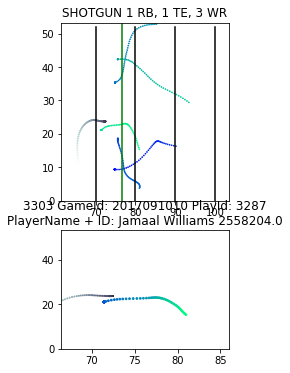 SHOTGUN 1 RB, 1 TE, 3 WR
50
40
30
20
10
0
70 80 90 100
3303 GameId: 2017091010 PlayId: 3287
PlayerName + ID: Jamaal Williams 2558204.0
40
20
0
70 75 80 85